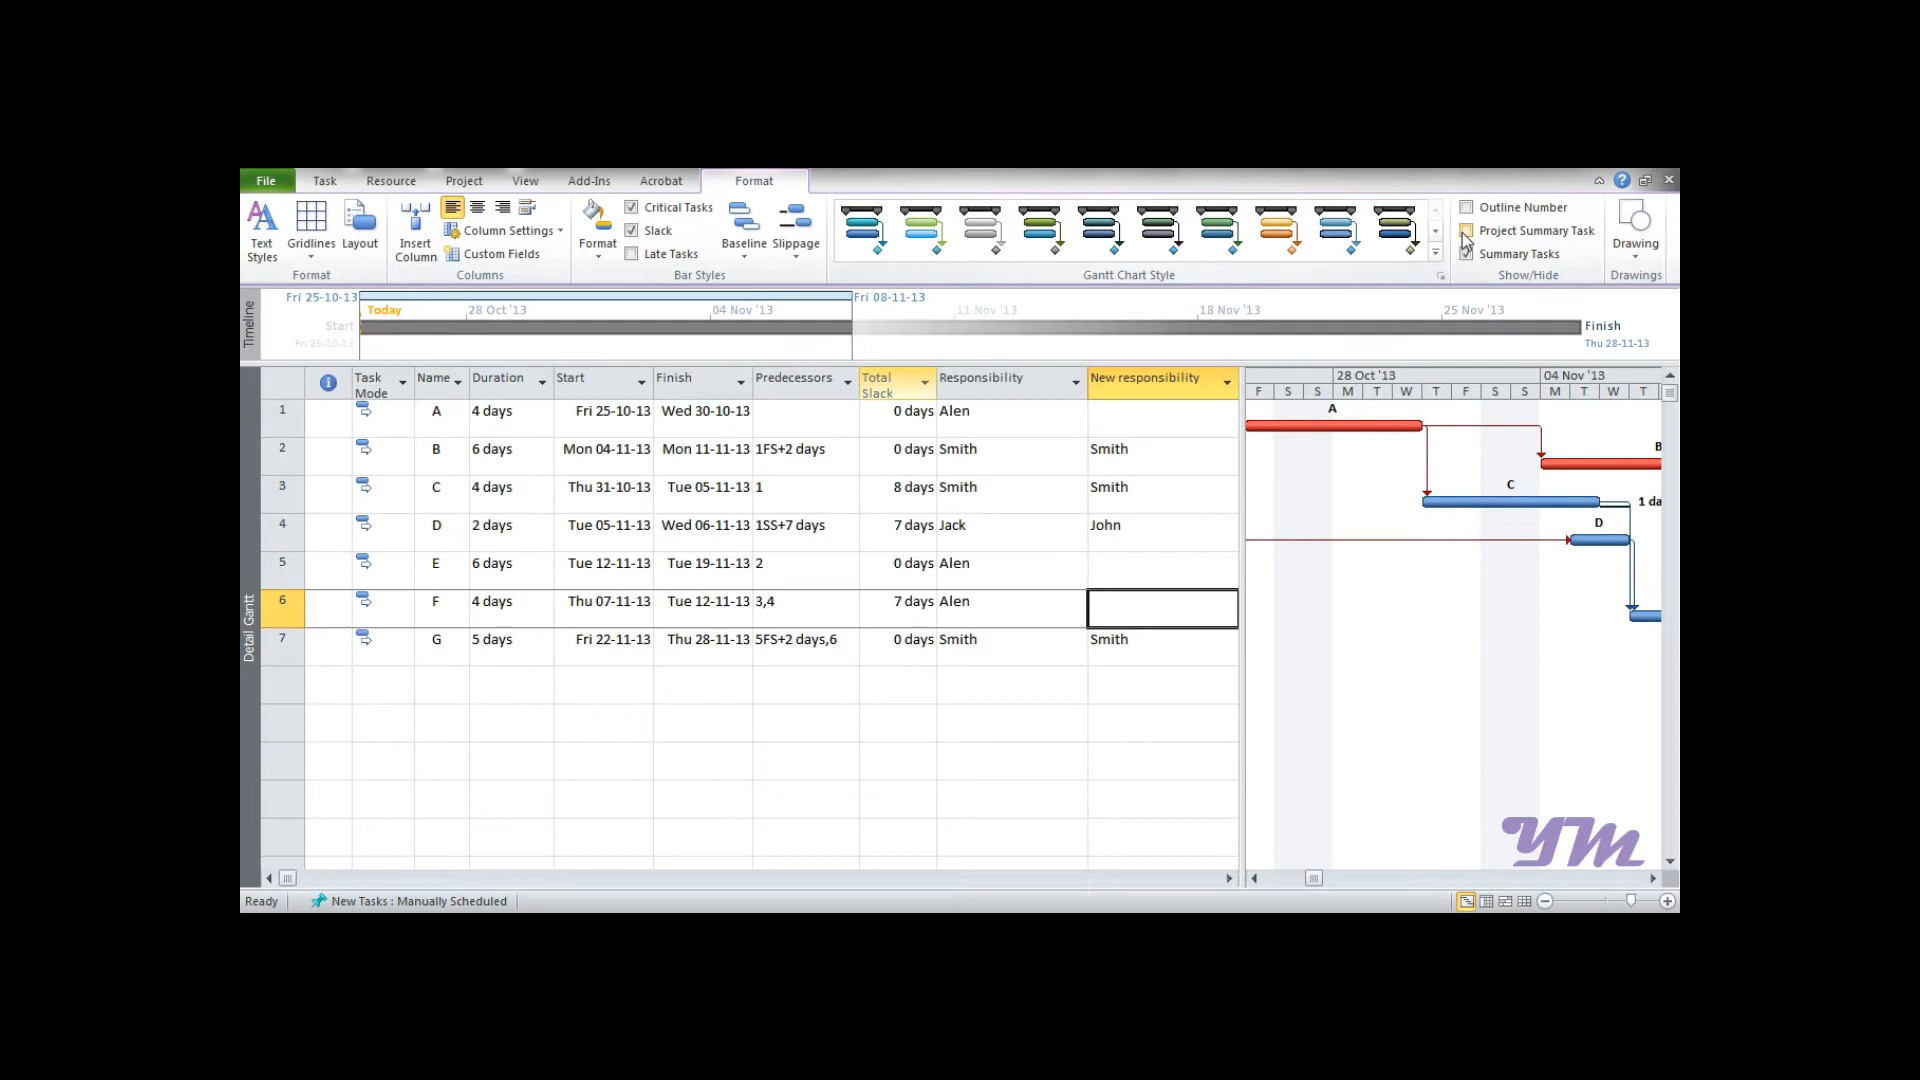 File Task Resource Project View Add-Ins Acrobat Format
Text Styles
Gridlines
Layout
Format
Insert Column
Column Settings
Custom Fields
Columns
Format
Critical Tasks
Slack
Late Tasks
Baseline
Slippage
Bar Styles
Gantt Chart Style
Outline Number
Project Summary Task
Summary Tasks
Show/Hide
Drawing
Drawings
Timeline
Fri 25-10-13 Fri 08-11-13
Today 28 Oct '13 04 Nov '13 11 Nov '13 18 Nov '13 25 Nov '13
Start Finish
Fri 25-10-13 Thu 28-11-13
Detail Gantt
Task Mode Name Duration Start Finish Predecessors Total Slack Responsibility New responsibility
1 A 4 days Fri 25-10-13 Wed 30-10-13 0 days Alen
2 B 6 days Mon 04-11-13 Mon 11-11-13 1FS+2 days 0 days Smith Smith
3 C 4 days Thu 31-10-13 Tue 05-11-13 1 8 days Smith Smith
4 D 2 days Tue 05-11-13 Wed 06-11-13 1SS+7 days 7 days Jack John
5 E 6 days Tue 12-11-13 Tue 19-11-13 2 0 days Alen
6 F 4 days Thu 07-11-13 Tue 12-11-13 3,4 7 days Alen
7 G 5 days Fri 22-11-13 Thu 28-11-13 5FS+2 days,6 0 days Smith Smith
28 Oct '13 04 Nov '13
F S S M T W T F S S M T W T
A
B
C
1 da
D
YM
Ready New Tasks : Manually Scheduled